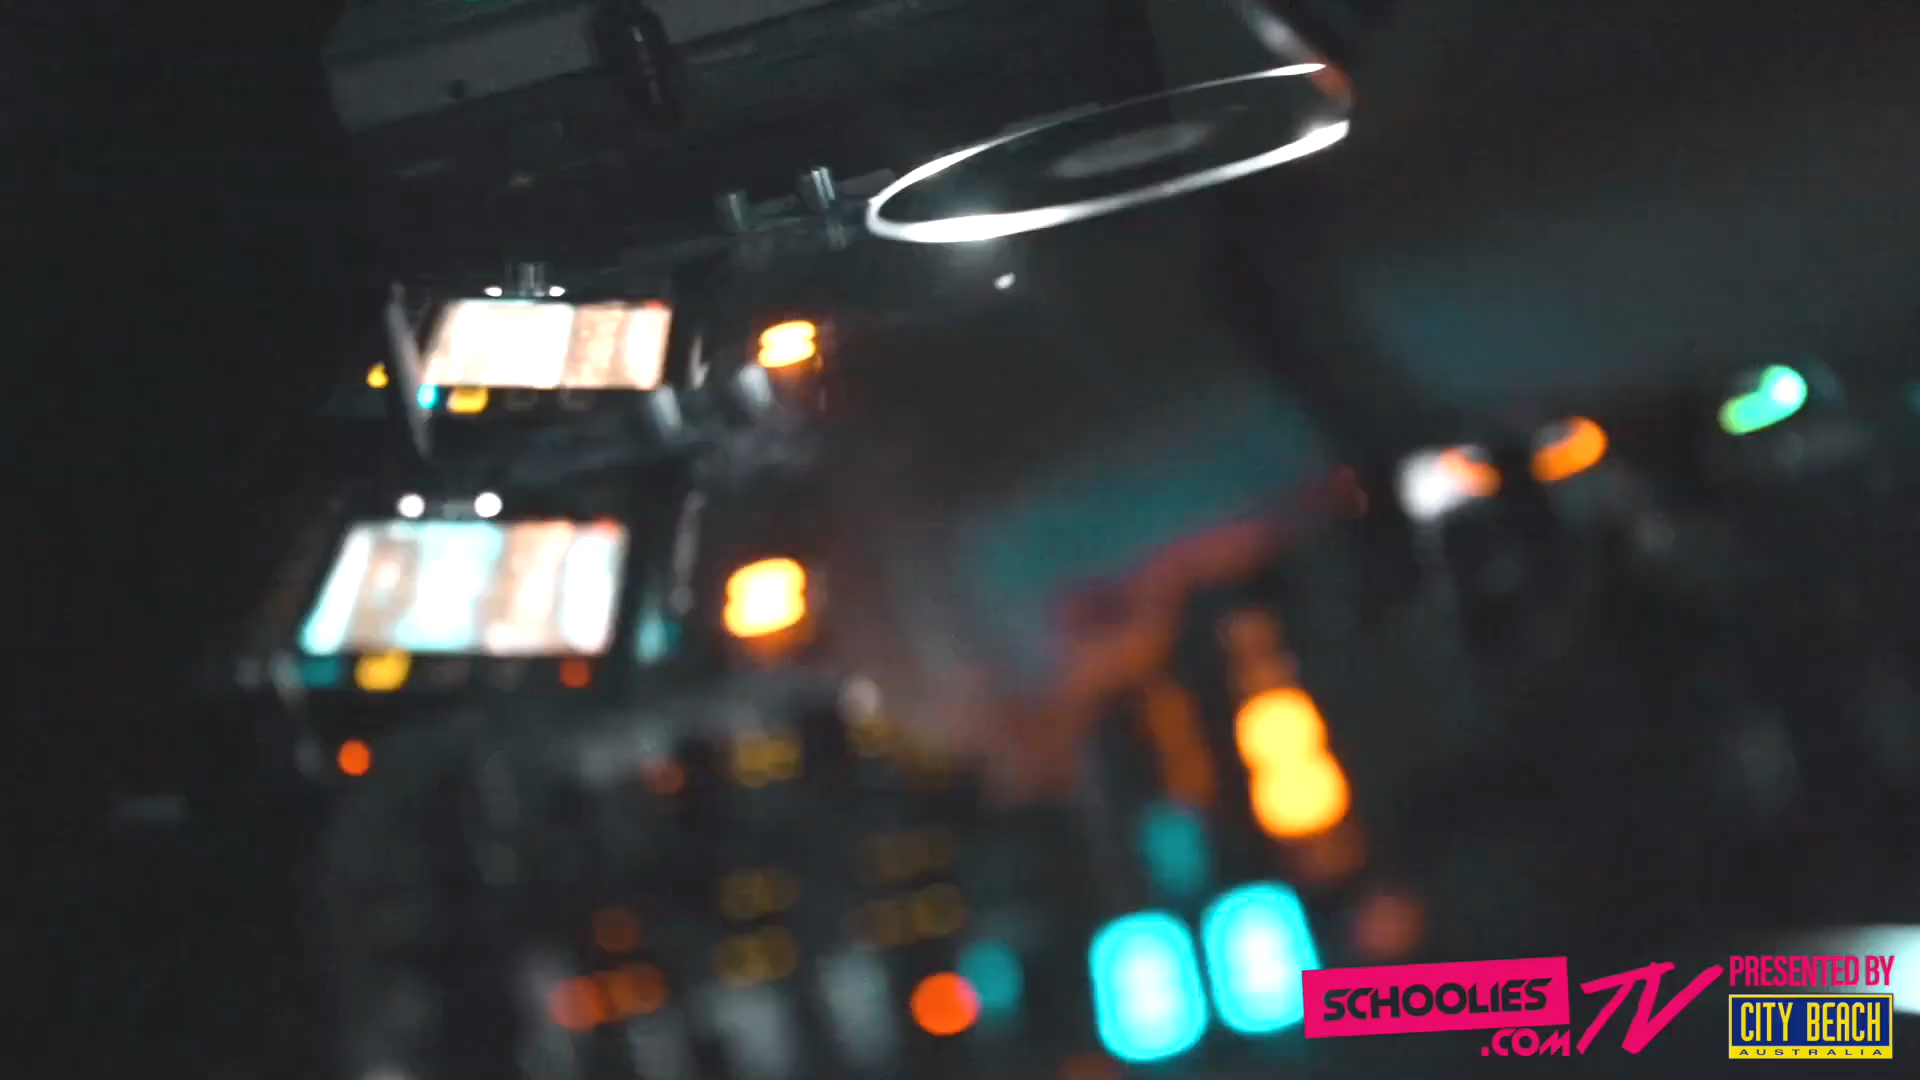 SCHOOLIES
.COM TV
PRESENTED BY
CITY BEACH
AUSTRALIA